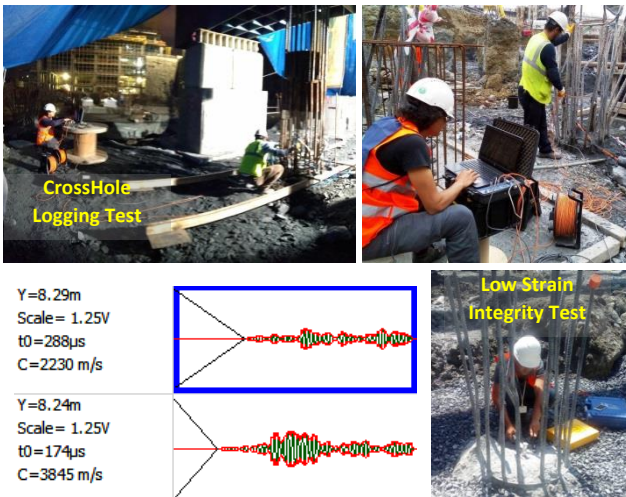 CrossHole
Logging Test
Y=8.29m
Scale= 1.25V
t0=288µs
C=2230 m/s
Y=8.24m
Scale= 1.25V
t0=174µs
C=3845 m/s
Low Strain
Integrity Test